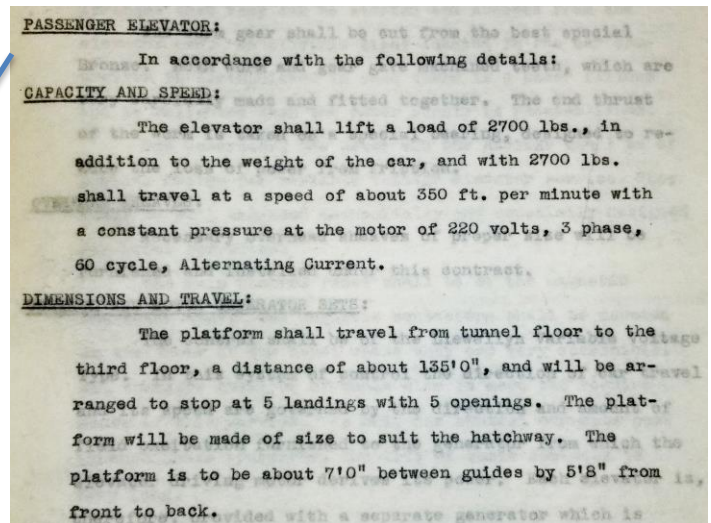 PASSENGER ELEVATOR:
In accordance with the following details:
CAPACITY AND SPEED:
The elevator shall lift a load of 2700 lbs., in
addition to the weight of the car, and with 2700 lbs.
shall travel at a speed of about 350 ft. per minute with
a constant pressure at the motor of 220 volts, 3 phase,
60 cycle, Alternating Current.
DIMENSIONS AND TRAVEL:
The platform shall travel from tunnel floor to the
third floor, a distance of about 135'0", and will be ar-
ranged to stop at 5 landings with 5 openings. The plat-
form will be made of size to suit the hatchway. The
platform is to be about 7'0" between guides by 5'8" from
front to back.